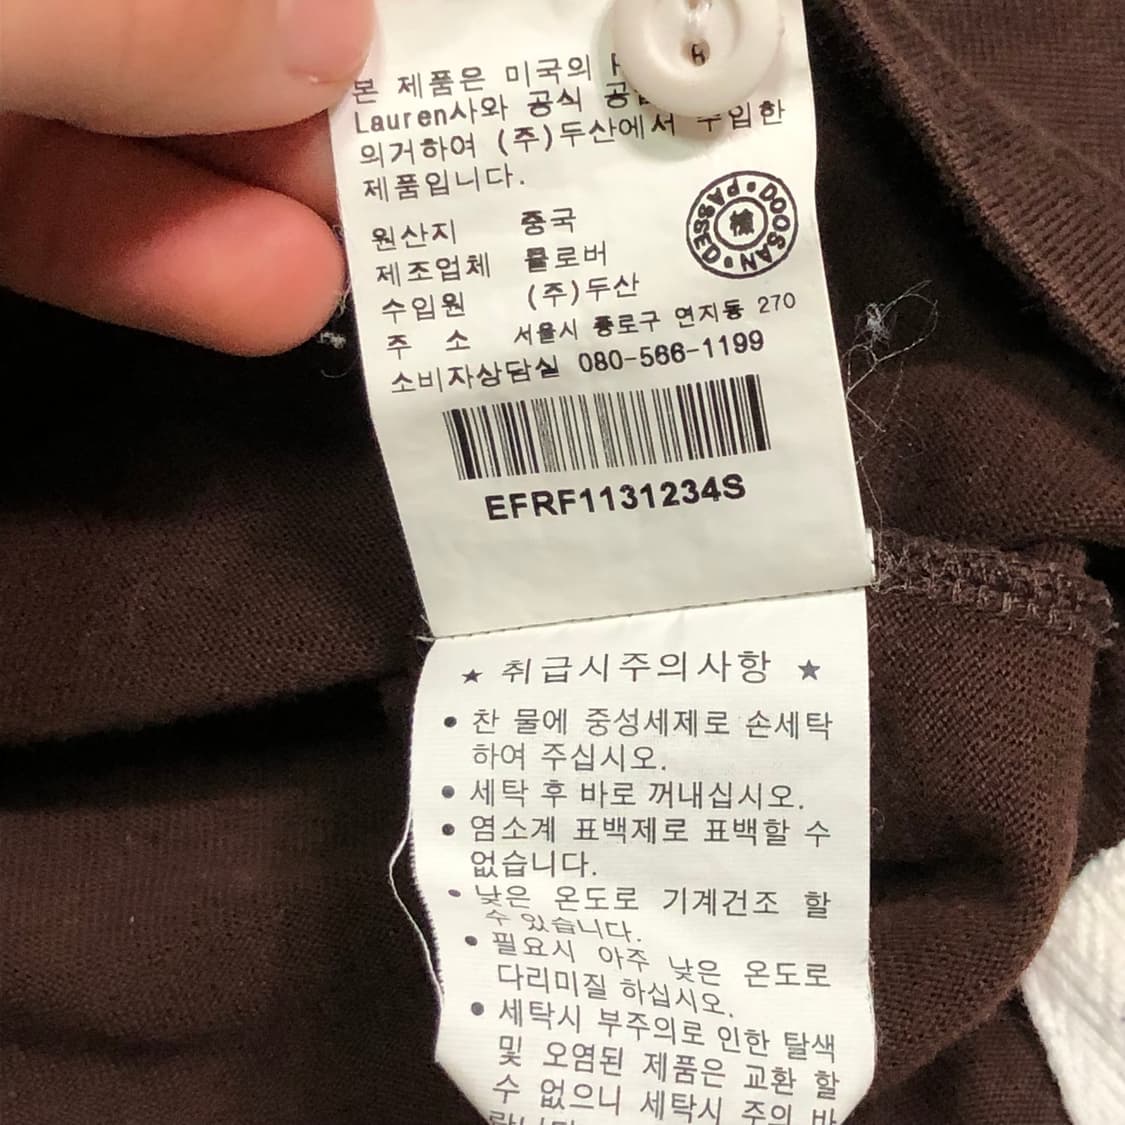 본 제품은 미국의
Lauren사와 공식
의거하여 (주)두산에서 수입한
제품입니다.
원산지 중국
제조업체 플로버
수입원 (주)두산
주 소 서울시 종로구 연지동 270
소비자상담실 080-566-1199
DOOSAN • PASSED •
檢
EFRF1131234S
★ 취급시주의사항 ★
• 찬 물에 중성세제로 손세탁
하여 주십시오.
• 세탁 후 바로 꺼내십시오.
• 염소계 표백제로 표백할 수
없습니다.
• 낮은 온도로 기계건조 할
수 있습니다.
• 필요시 아주 낮은 온도로
다리미질 하십시오.
• 세탁시 부주의로 인한 탈색
및 오염된 제품은 교환 할
수 없으니 세탁시 주의 바